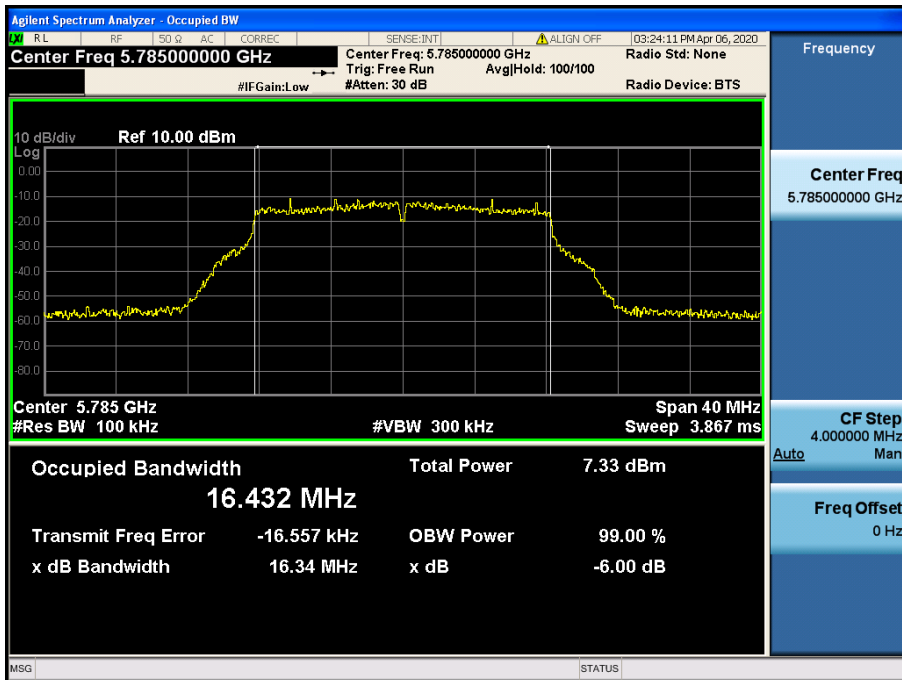 Agilent Spectrum Analyzer - Occupied BW
LXI RL RF 50 Ω AC CORREC SENSE:INT ALIGN OFF 03:24:11 PM Apr 06, 2020
Center Freq 5.785000000 GHz
Center Freq: 5.785000000 GHz
Radio Std: None
Trig: Free Run Avg|Hold: 100/100
#IFGain:Low
#Atten: 30 dB
Radio Device: BTS
Frequency
10 dB/div Ref 10.00 dBm
Log
0.00
-10.0
-20.0
-30.0
-40.0
-50.0
-60.0
-70.0
-80.0
Center 5.785 GHz Span 40 MHz
#Res BW 100 kHz #VBW 300 kHz Sweep 3.867 ms
Occupied Bandwidth Total Power 7.33 dBm
16.432 MHz
Transmit Freq Error -16.557 kHz OBW Power 99.00 %
x dB Bandwidth 16.34 MHz x dB -6.00 dB
Center Freq
5.785000000 GHz
CF Step
4.000000 MHz
Auto Man
Freq Offset
0 Hz
MSG STATUS